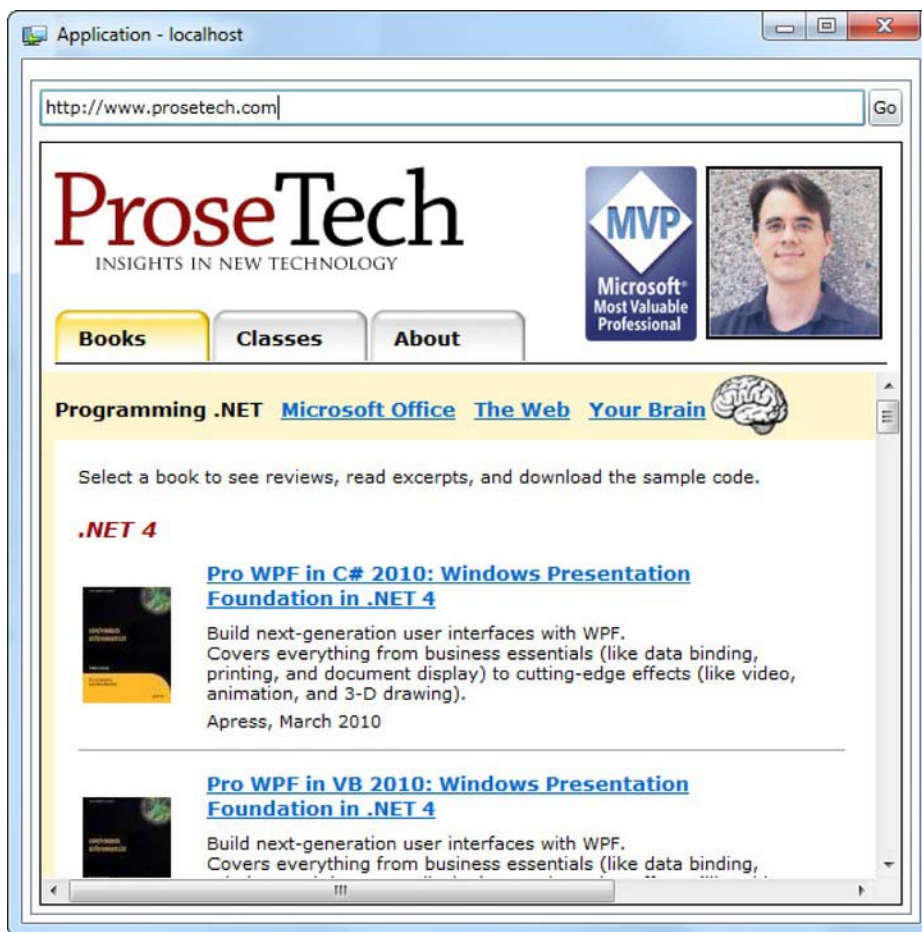 Application - localhost
http://www.prosetech.com
Go
ProseTech
INSIGHTS IN NEW TECHNOLOGY
MVP
Microsoft®
Most Valuable
Professional
Books Classes About
Programming .NET Microsoft Office The Web Your Brain
Select a book to see reviews, read excerpts, and download the sample code.
.NET 4
Pro WPF in C# 2010: Windows Presentation
Foundation in .NET 4
Build next-generation user interfaces with WPF.
Covers everything from business essentials (like data binding,
printing, and document display) to cutting-edge effects (like video,
animation, and 3-D drawing).
Apress, March 2010
Pro WPF in VB 2010: Windows Presentation
Foundation in .NET 4
Build next-generation user interfaces with WPF.
Covers everything from business essentials (like data binding,